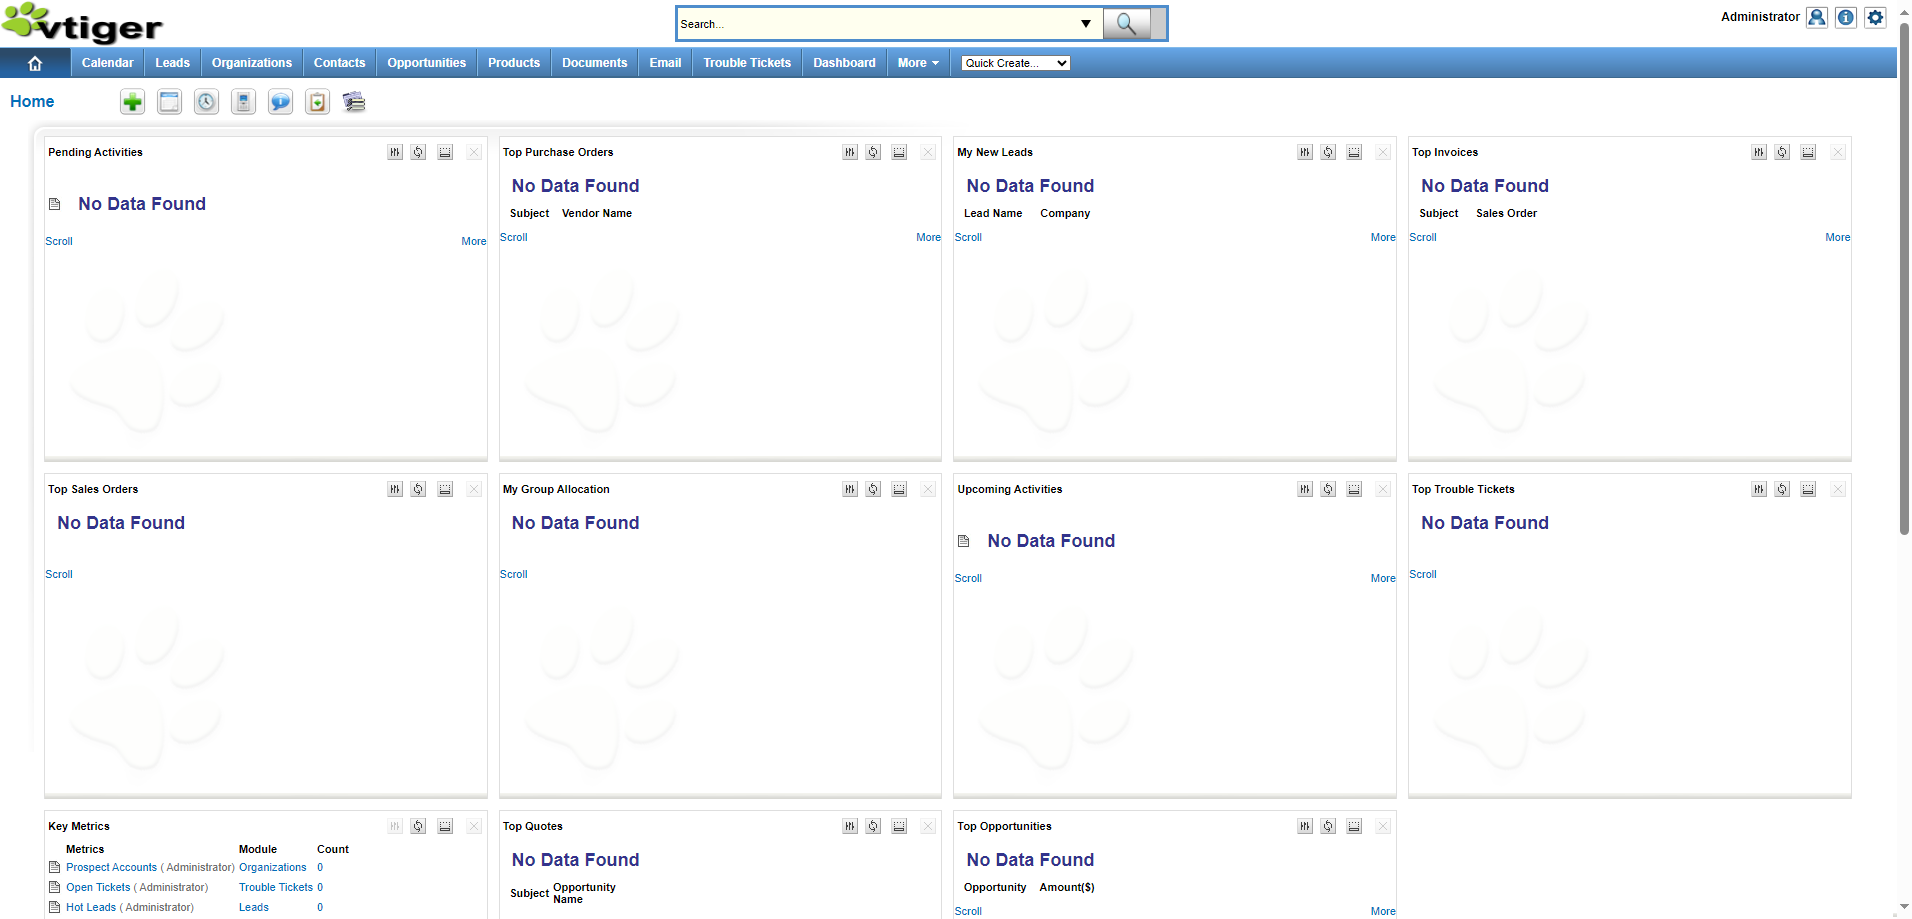 vtiger
Search...
Administrator
Calendar Leads Organizations Contacts Opportunities Products Documents Email Trouble Tickets Dashboard More Quick Create...
Home
Pending Activities
No Data Found
Scroll More
Top Purchase Orders
No Data Found
Subject Vendor Name
Scroll More
My New Leads
No Data Found
Lead Name Company
Scroll More
Top Invoices
No Data Found
Subject Sales Order
Scroll More
Top Sales Orders
No Data Found
Scroll
My Group Allocation
No Data Found
Scroll
Upcoming Activities
No Data Found
Scroll More
Top Trouble Tickets
No Data Found
Scroll
Key Metrics
Metrics Module Count
Prospect Accounts ( Administrator) Organizations 0
Open Tickets ( Administrator) Trouble Tickets 0
Hot Leads ( Administrator) Leads 0
Top Quotes
No Data Found
Subject Opportunity
Name
Top Opportunities
No Data Found
Opportunity Amount($)
Scroll More